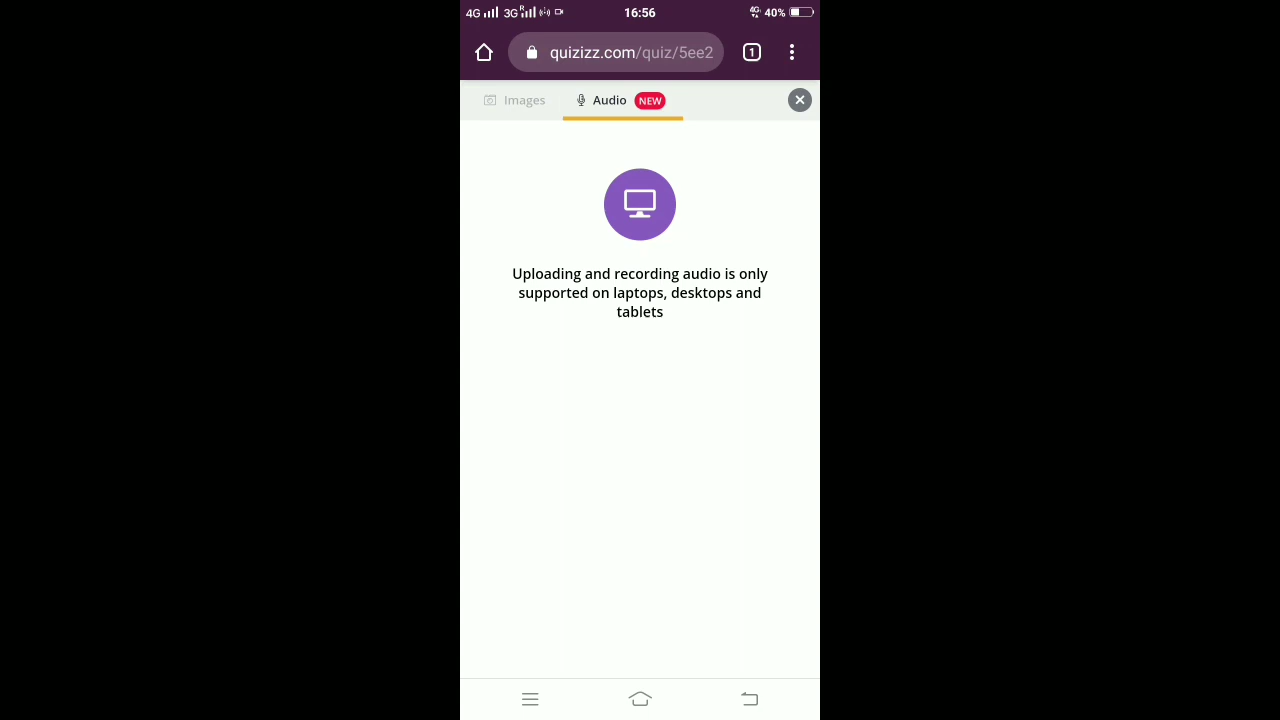 4G 3G R 16:56 4G 40%
quizizz.com/quiz/5ee2 1
Images Audio NEW
Uploading and recording audio is only
supported on laptops, desktops and
tablets